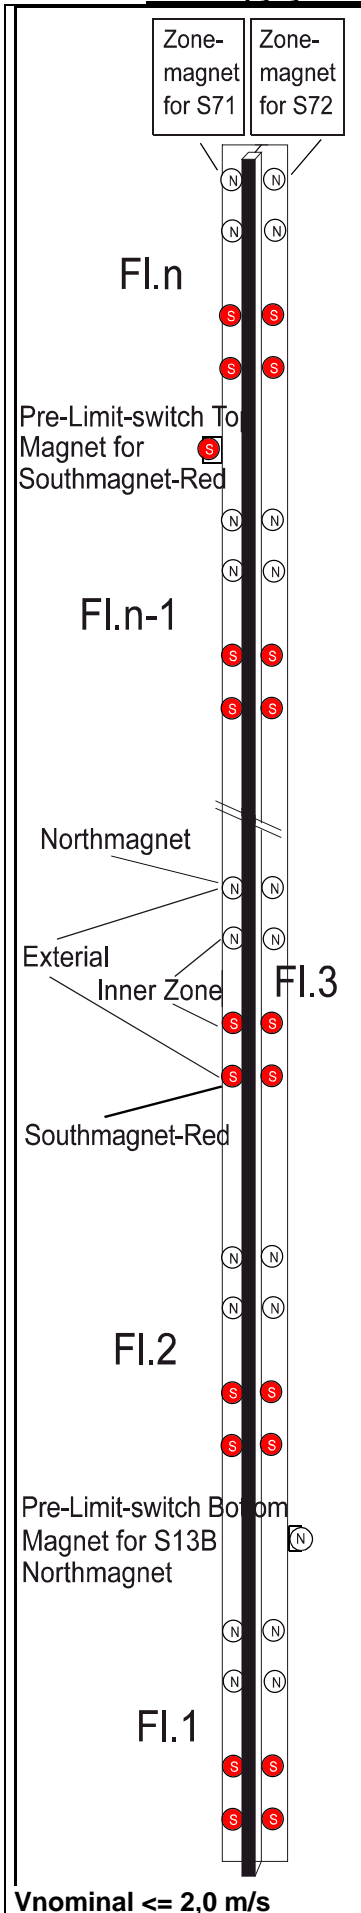 Zone-
magnet
for S71
Zone-
magnet
for S72
N N
N N
Fl.n
S S
S S
Pre-Limit-switch Top
Magnet for
S
Southmagnet-Red
N N
N N
Fl.n-1
S S
S S
Northmagnet
N N
N N
Exterial
Inner Zone
Fl.3
S S
S S
Southmagnet-Red
N N
N N
Fl.2
S S
S S
Pre-Limit-switch Bottom
Magnet for S13B
N
Northmagnet
N N
N N
Fl.1
S S
S S
Vnominal <= 2,0 m/s